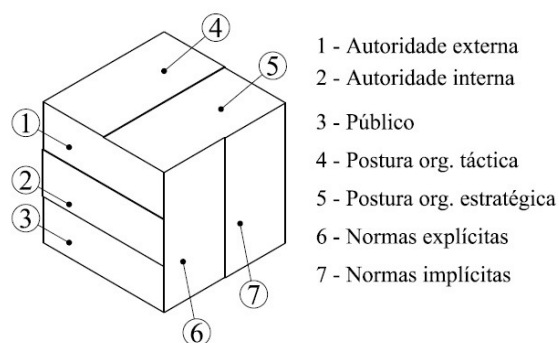 4
5
1
2
3
6
7
1 - Autoridade externa
2 - Autoridade interna
3 - Público
4 - Postura org. táctica
5 - Postura org. estratégica
6 - Normas explícitas
7 - Normas implícitas